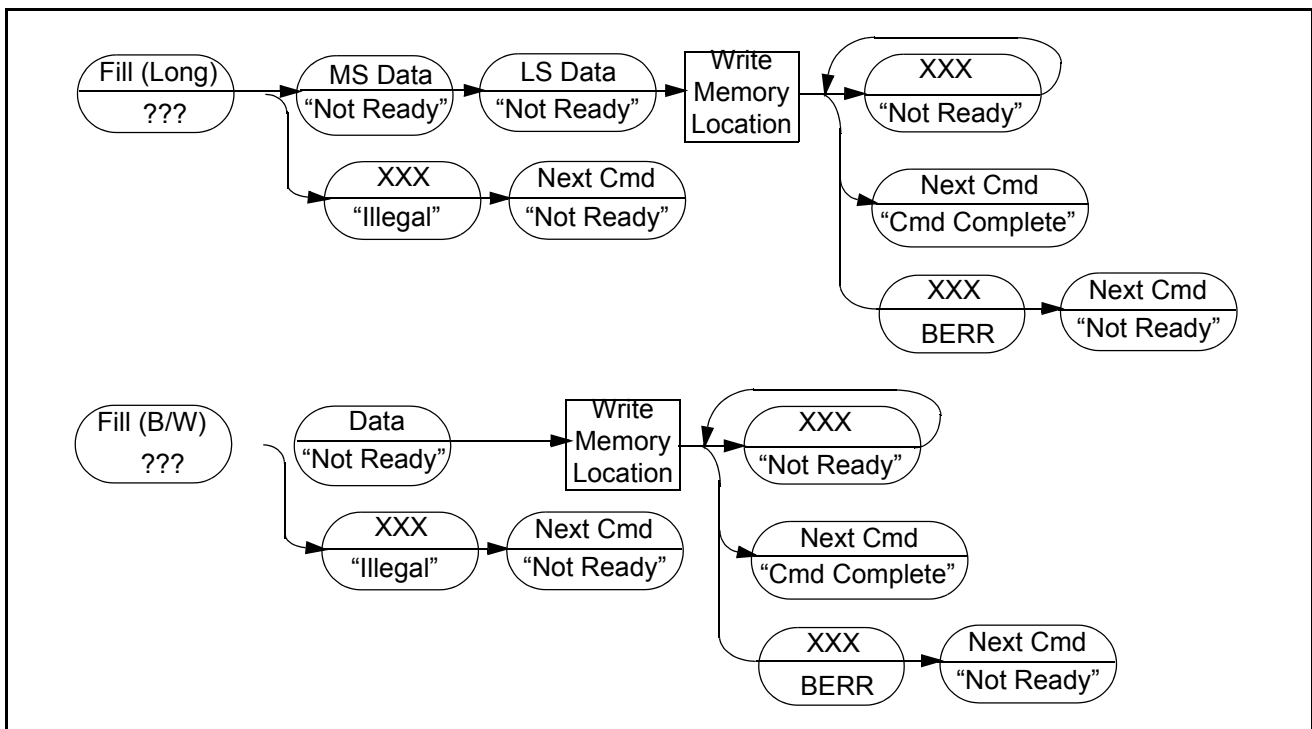 Fill (Long)
???
MS Data
“Not Ready”
LS Data
“Not Ready”
Write
Memory
Location
XXX
“Not Ready”
XXX
“Illegal”
Next Cmd
“Not Ready”
Next Cmd
“Cmd Complete”
XXX
BERR
Next Cmd
“Not Ready”
Fill (B/W)
???
Data
“Not Ready”
Write
Memory
Location
XXX
“Not Ready”
XXX
“Illegal”
Next Cmd
“Not Ready”
Next Cmd
“Cmd Complete”
XXX
BERR
Next Cmd
“Not Ready”